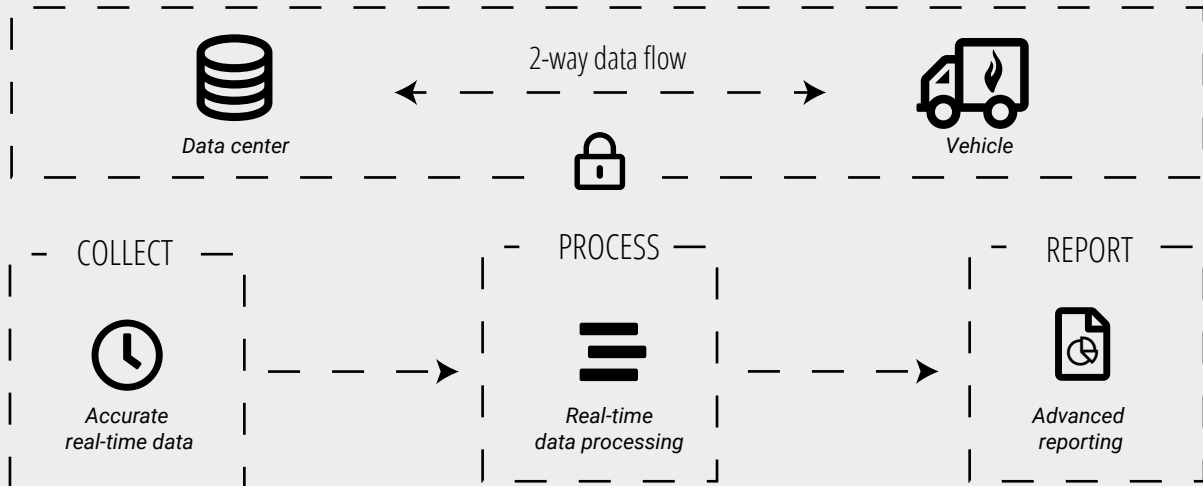 2-way data flow
Data center
Vehicle
COLLECT
PROCESS
REPORT
Accurate
real-time data
Real-time
data processing
Advanced
reporting